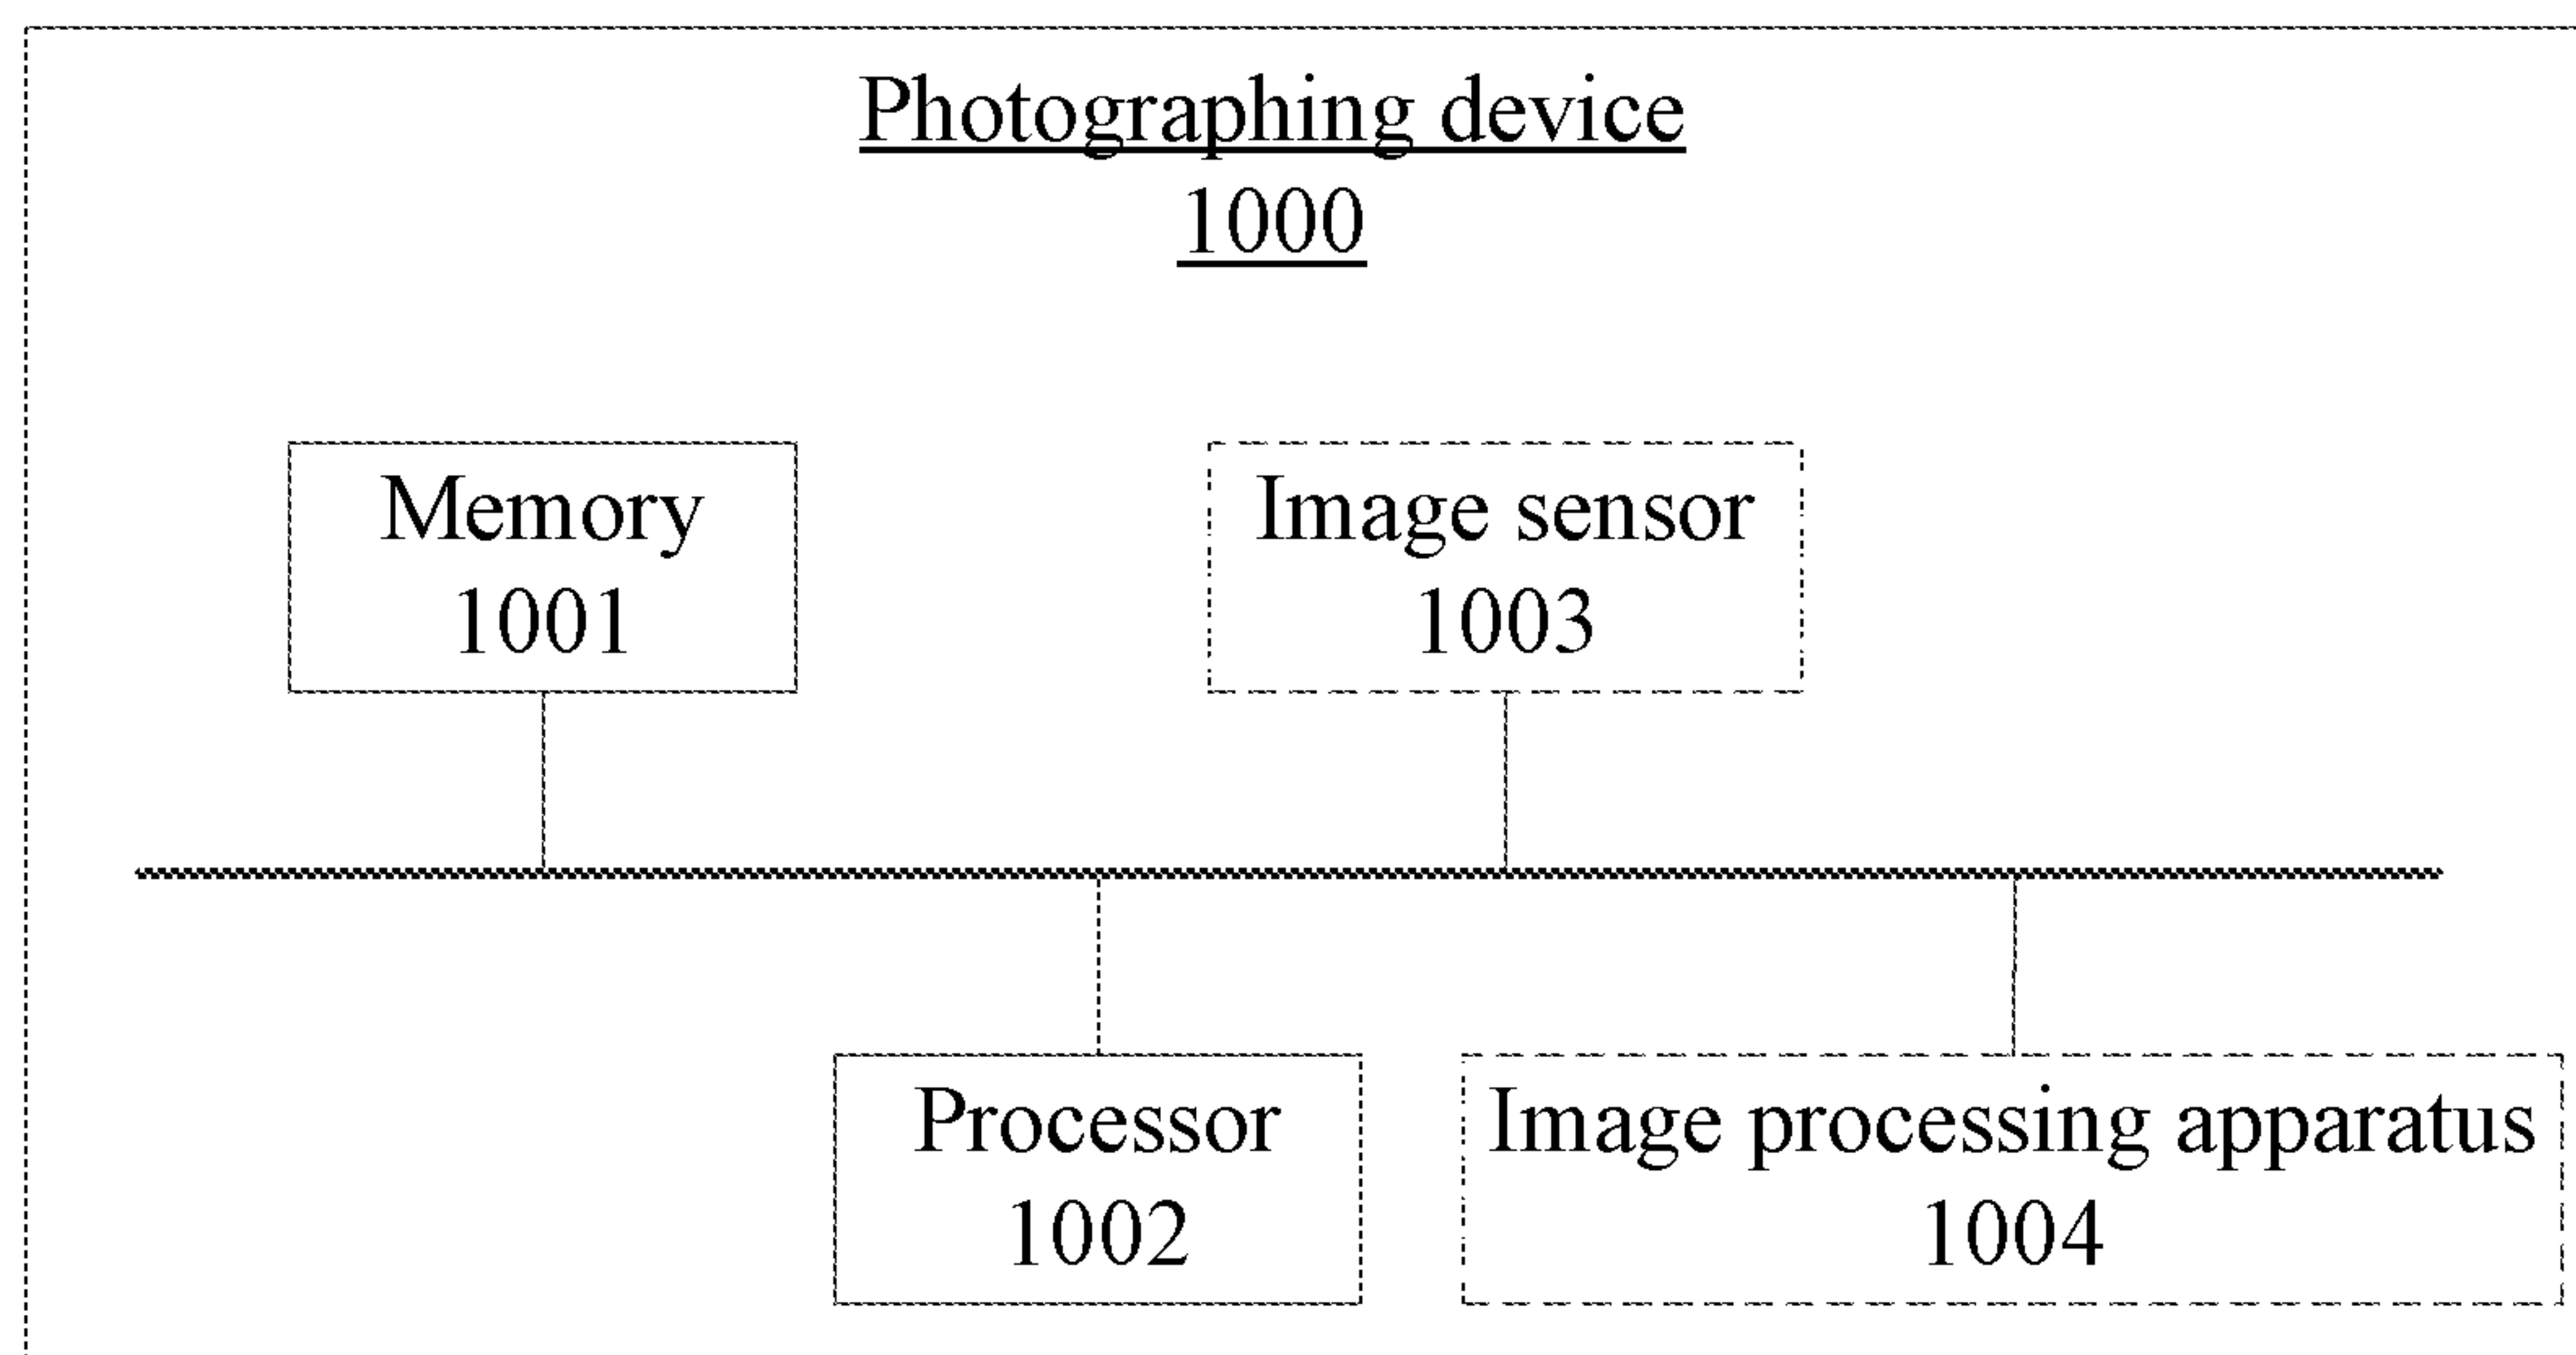 Photographing device
1000
Memory
1001
Image sensor
1003
Processor
1002
Image processing apparatus
1004